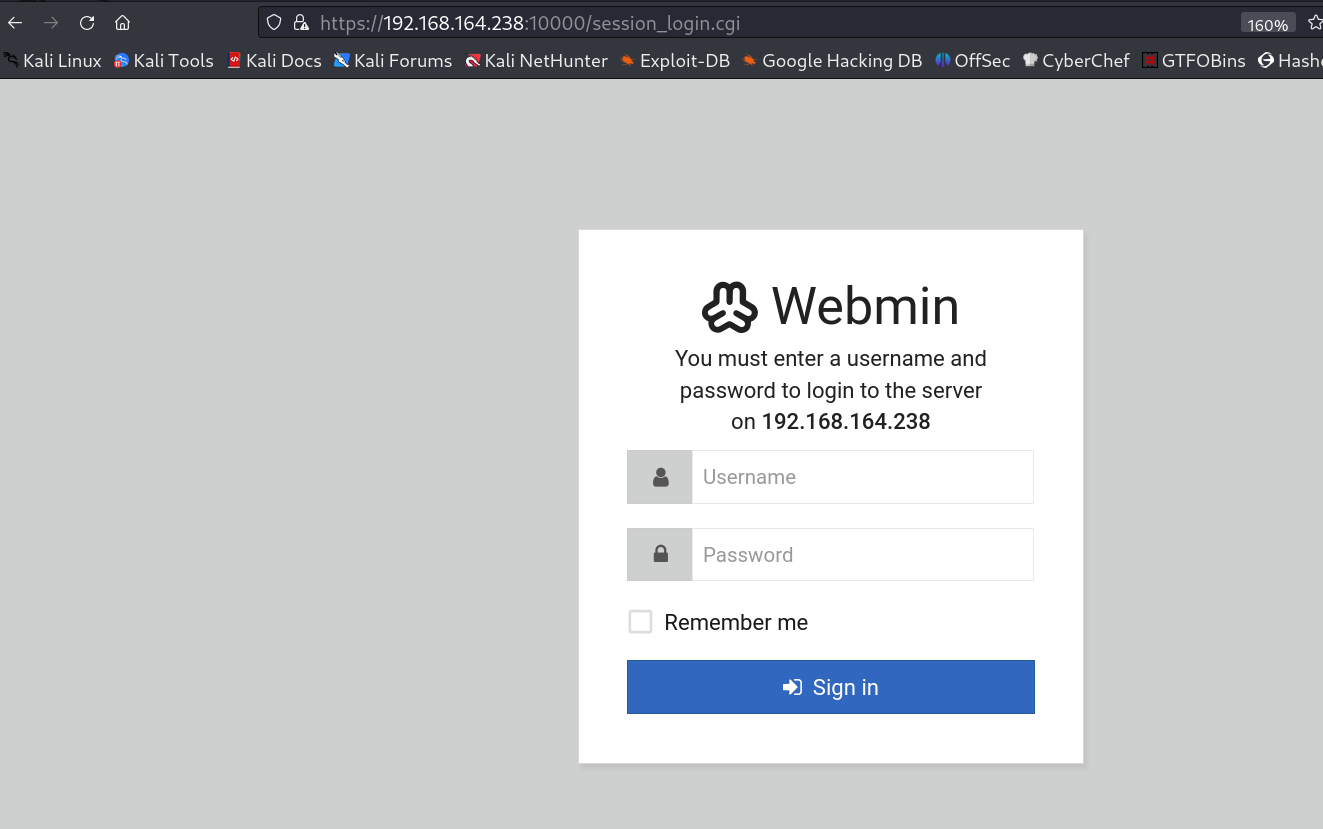 https://192.168.164.238:10000/session_login.cgi 160%
Kali Linux Kali Tools Kali Docs Kali Forums Kali NetHunter Exploit-DB Google Hacking DB OffSec CyberChef GTFOBins
Webmin
You must enter a username and
password to login to the server
on 192.168.164.238
Username
Password
Remember me
Sign in